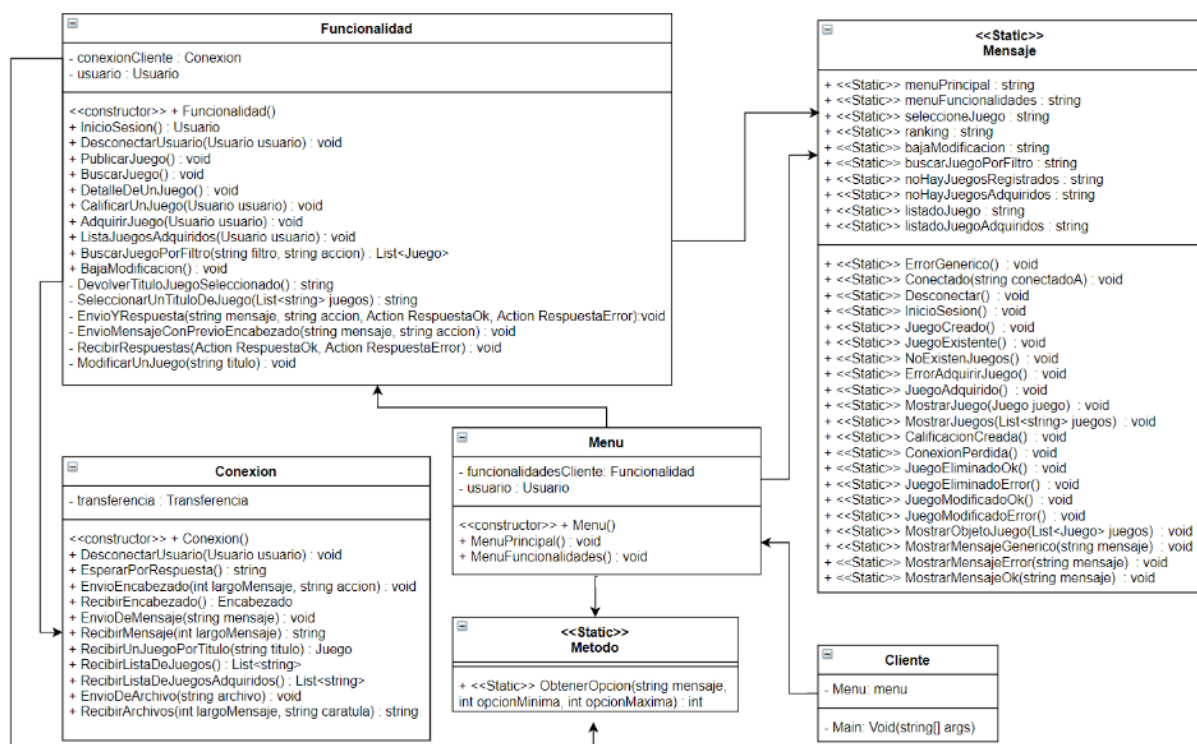 Funcionalidad
- conexionCliente : Conexion
- usuario : Usuario
<<constructor>> + Funcionalidad()
+ InicioSesion() : Usuario
+ DesconectarUsuario(Usuario usuario) : void
+ PublicarJuego() : void
+ BuscarJuego() : void
+ DetalleDeUnJuego() : void
+ CalificarUnJuego(Usuario usuario) : void
+ AdquirirJuego(Usuario usuario) : void
+ ListaJuegosAdquiridos(Usuario usuario) : void
+ BuscarJuegoPorFiltro(string filtro, string accion) : List<Juego>
+ BajaModificacion() : void
- DevolverTituloJuegoSeleccionado() : string
- SeleccionarUnTituloDeJuego(List<string> juegos) : string
- EnvioYRespuesta(string mensaje, string accion, Action RespuestaOk, Action RespuestaError):void
- EnvioMensajeConPrevioEncabezado(string mensaje, string accion) : void
- RecibirRespuestas(Action RespuestaOk, Action RespuestaError) : void
- ModificarUnJuego(string titulo) : void
<<Static>>
Mensaje
+ <<Static>> menuPrincipal : string
+ <<Static>> menuFuncionalidades : string
+ <<Static>> seleccioneJuego : string
+ <<Static>> ranking : string
+ <<Static>> bajaModificacion : string
+ <<Static>> buscarJuegoPorFiltro : string
+ <<Static>> noHayJuegosRegistrados : string
+ <<Static>> noHayJuegosAdquiridos : string
+ <<Static>> listadoJuego : string
+ <<Static>> listadoJuegoAdquiridos : string
+ <<Static>> ErrorGenerico() : void
+ <<Static>> Conectado(string conectadoA) : void
+ <<Static>> Desconectar() : void
+ <<Static>> InicioSesion() : void
+ <<Static>> JuegoCreado() : void
+ <<Static>> JuegoExistente() : void
+ <<Static>> NoExistenJuegos() : void
+ <<Static>> ErrorAdquirirJuego() : void
+ <<Static>> JuegoAdquirido() : void
+ <<Static>> MostrarJuego(Juego juego) : void
+ <<Static>> MostrarJuegos(List<string> juegos) : void
+ <<Static>> CalificacionCreada() : void
+ <<Static>> ConexionPerdida() : void
+ <<Static>> JuegoEliminadoOk() : void
+ <<Static>> JuegoEliminadoError() : void
+ <<Static>> JuegoModificadoOk() : void
+ <<Static>> JuegoModificadoError() : void
+ <<Static>> MostrarObjetoJuego(List<Juego> juegos) : void
+ <<Static>> MostrarMensajeGenerico(string mensaje) : void
+ <<Static>> MostrarMensajeError(string mensaje) : void
+ <<Static>> MostrarMensajeOk(string mensaje) : void
Menu
- funcionalidadesCliente: Funcionalidad
- usuario : Usuario
<<constructor>> + Menu()
+ MenuPrincipal() : void
+ MenuFuncionalidades() : void
Conexion
- transferencia : Transferencia
<<constructor>> + Conexion()
+ DesconectarUsuario(Usuario usuario) : void
+ EsperarPorRespuesta() : string
+ EnvioEncabezado(int largoMensaje, string accion) : void
+ RecibirEncabezado() : Encabezado
+ EnvioDeMensaje(string mensaje) : void
+ RecibirMensaje(int largoMensaje) : string
+ RecibirUnJuegoPorTitulo(string titulo) : Juego
+ RecibirListaDeJuegos() : List<string>
+ RecibirListaDeJuegosAdquiridos() : List<string>
+ EnvioDeArchivo(string archivo) : void
+ RecibirArchivos(int largoMensaje, string caratula) : string
<<Static>>
Metodo
+ <<Static>> ObtenerOpcion(string mensaje,
int opcionMinima, int opcionMaxima) : int
Cliente
- Menu: menu
- Main: Void(string[] args)